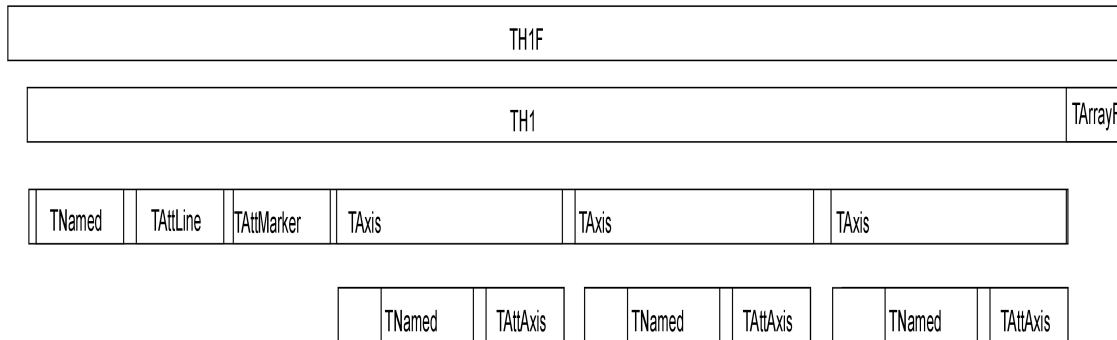 TH1F
TH1
TArrayF
TNamed TAttLine TAttMarker TAxis TAxis TAxis
TNamed TAttAxis TNamed TAttAxis TNamed TAttAxis